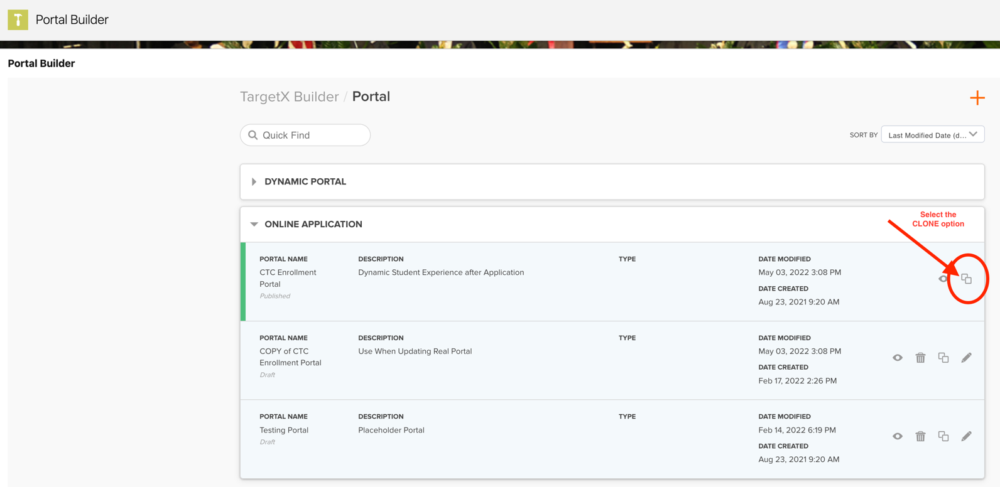 Portal Builder
Portal Builder
TargetX Builder / Portal
Quick Find
SORT BY
Last Modified Date (d...
DYNAMIC PORTAL
ONLINE APPLICATION
Select the
CLONE option
PORTAL NAME
CTC Enrollment
Portal
Published
DESCRIPTION
Dynamic Student Experience after Application
TYPE
DATE MODIFIED
May 03, 2022 3:08 PM
DATE CREATED
Aug 23, 2021 9:20 AM
PORTAL NAME
COPY of CTC
Enrollment Portal
Draft
DESCRIPTION
Use When Updating Real Portal
TYPE
DATE MODIFIED
May 03, 2022 3:08 PM
DATE CREATED
Feb 17, 2022 2:26 PM
PORTAL NAME
Testing Portal
Draft
DESCRIPTION
Placeholder Portal
TYPE
DATE MODIFIED
Feb 14, 2022 6:19 PM
DATE CREATED
Aug 23, 2021 9:20 AM